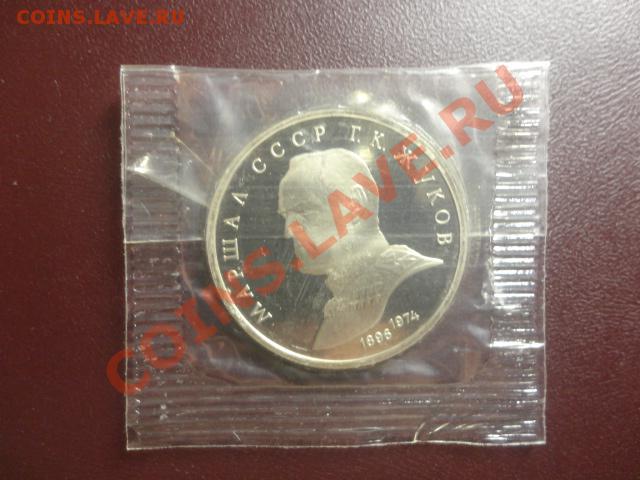 COINS.LAVE.RU
COINS.LAVE.RU
МАРШАЛ СССР Г.К. ЖУКОВ
1896 1974